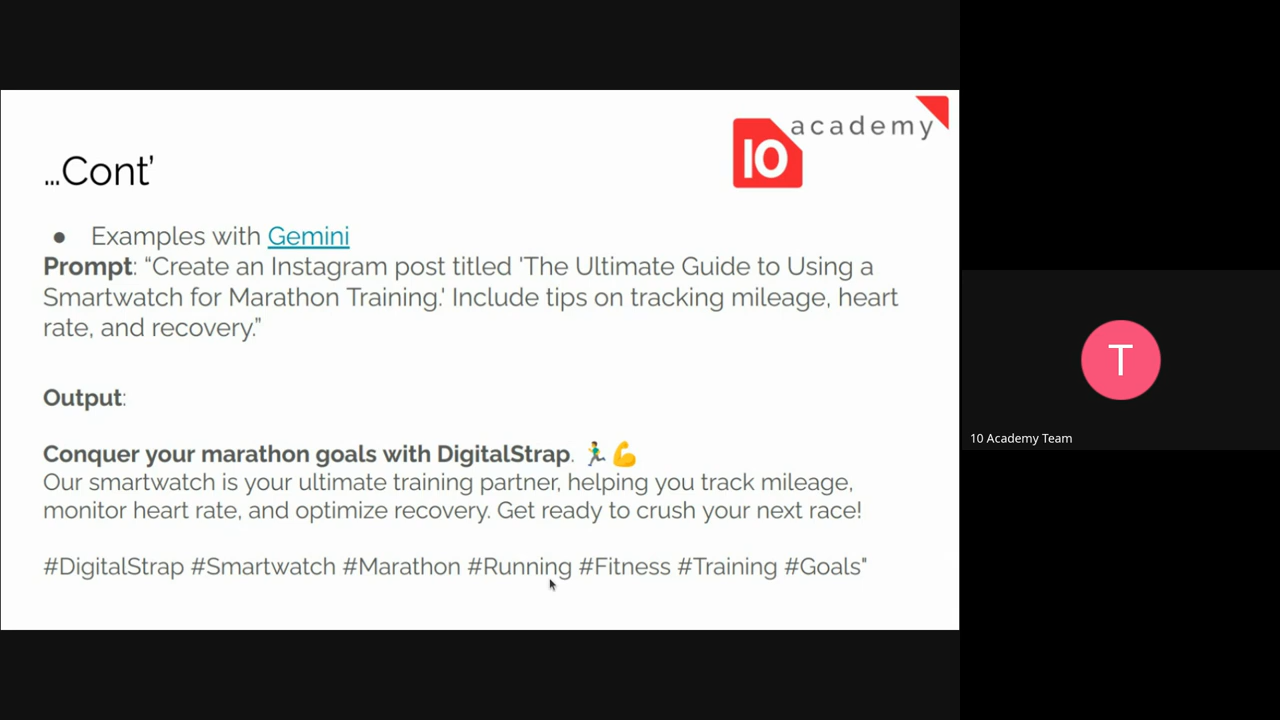 10 academy
...Cont'
● Examples with Gemini
Prompt: “Create an Instagram post titled 'The Ultimate Guide to Using a
Smartwatch for Marathon Training.' Include tips on tracking mileage, heart
rate, and recovery.”
Output:
Conquer your marathon goals with DigitalStrap. 🏃‍♂️💪
Our smartwatch is your ultimate training partner, helping you track mileage,
monitor heart rate, and optimize recovery. Get ready to crush your next race!
#DigitalStrap #Smartwatch #Marathon #Running #Fitness #Training #Goals"
T
10 Academy Team